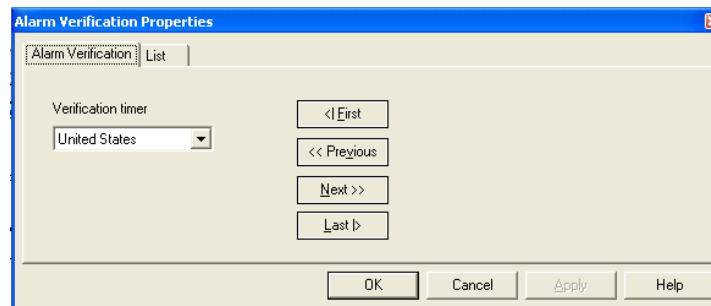 Alarm Verification Properties
Alarm Verification List
Verification timer
United States
<| First
<< Previous
Next >>
Last |>
OK Cancel Apply Help